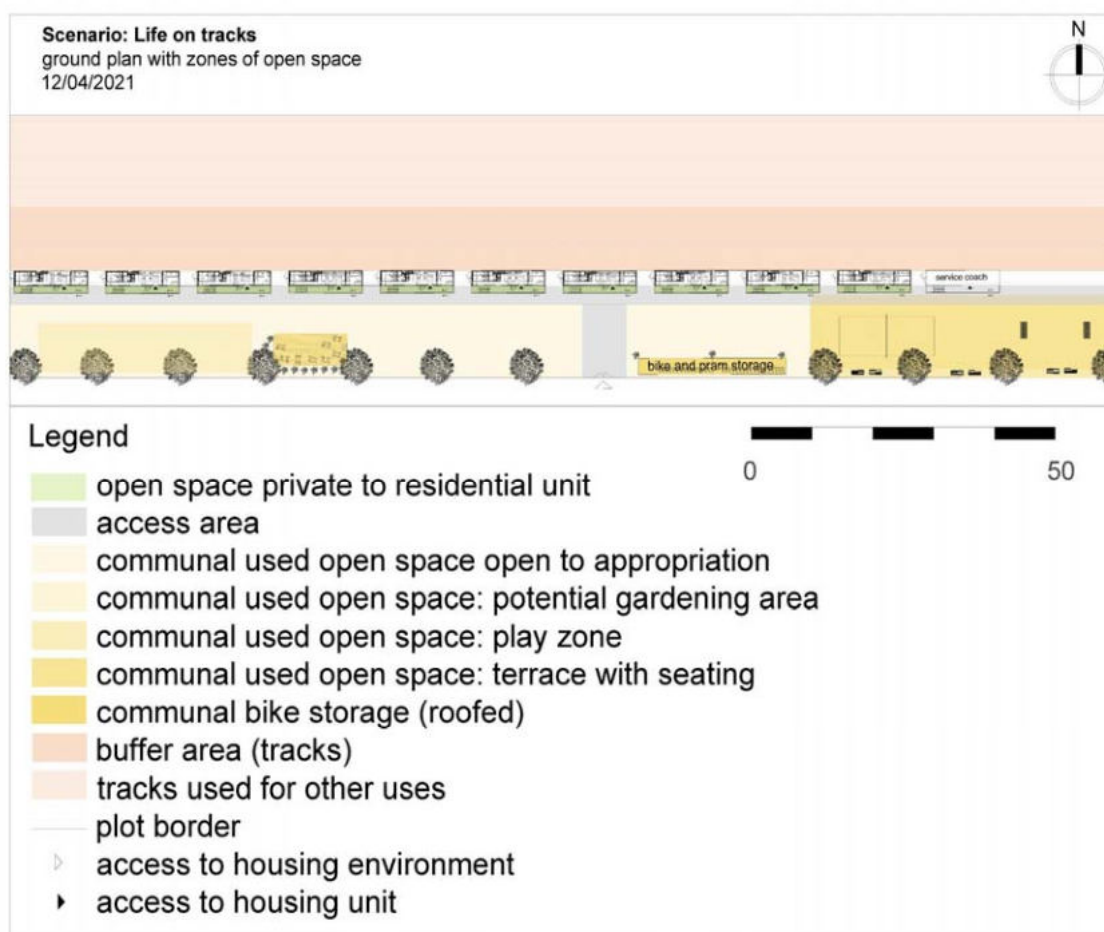 Scenario: Life on tracks
ground plan with zones of open space
12/04/2021
N
service coach
bike and pram storage
Legend
0
50
open space private to residential unit
access area
communal used open space open to appropriation
communal used open space: potential gardening area
communal used open space: play zone
communal used open space: terrace with seating
communal bike storage (roofed)
buffer area (tracks)
tracks used for other uses
plot border
access to housing environment
access to housing unit